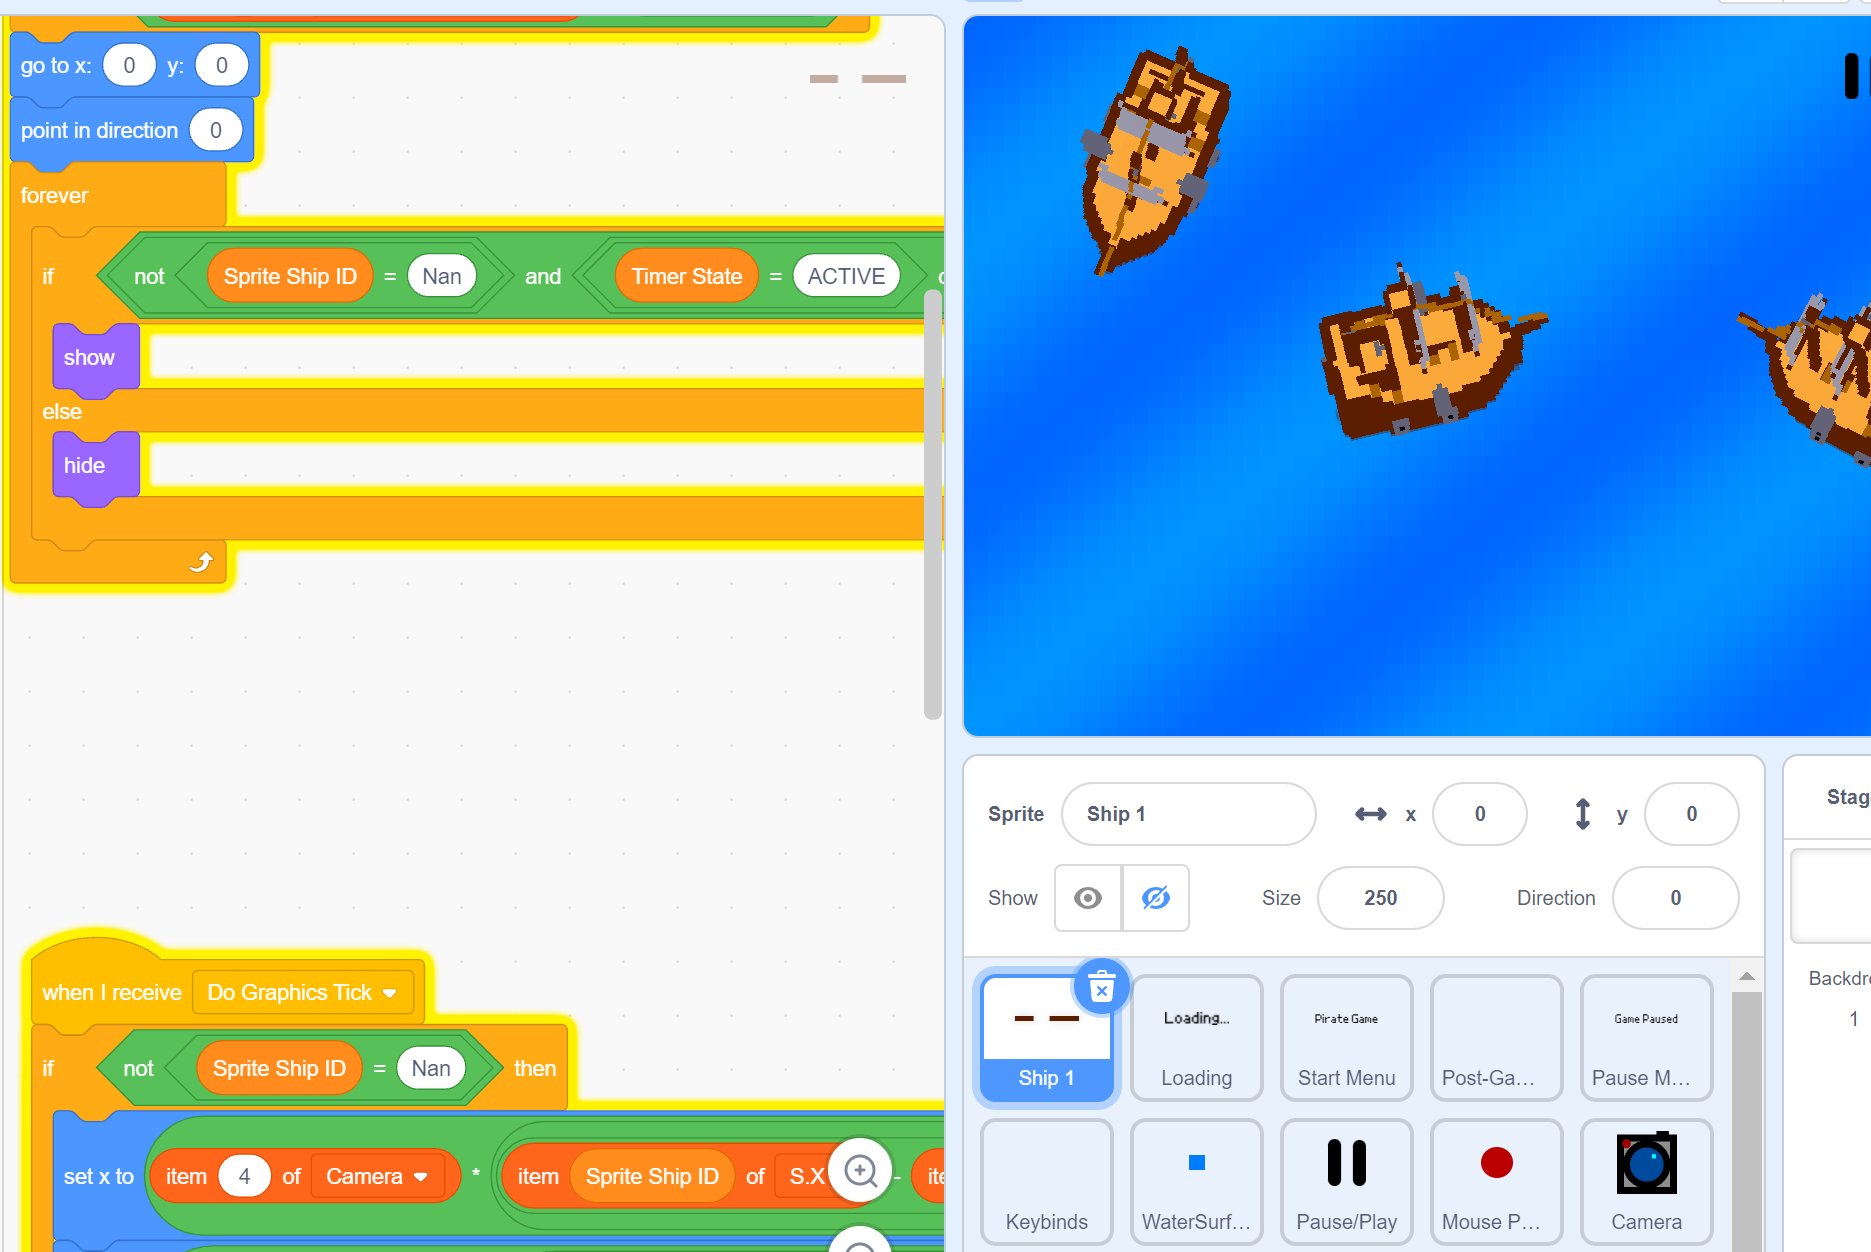 go to x: 0 y: 0
point in direction 0
forever
if not Sprite Ship ID = Nan and Timer State = ACTIVE
show
else
hide
when I receive Do Graphics Tick
if not Sprite Ship ID = Nan then
set x to item 4 of Camera * item Sprite Ship ID of S.X - ite
Sprite Ship 1 x 0 y 0
Show Size 250 Direction 0
Stag
Backdr
1
Loading...
Pirate Game
Game Paused
Ship 1
Loading
Start Menu
Post-Ga...
Pause M...
Keybinds
WaterSurf...
Pause/Play
Mouse P...
Camera